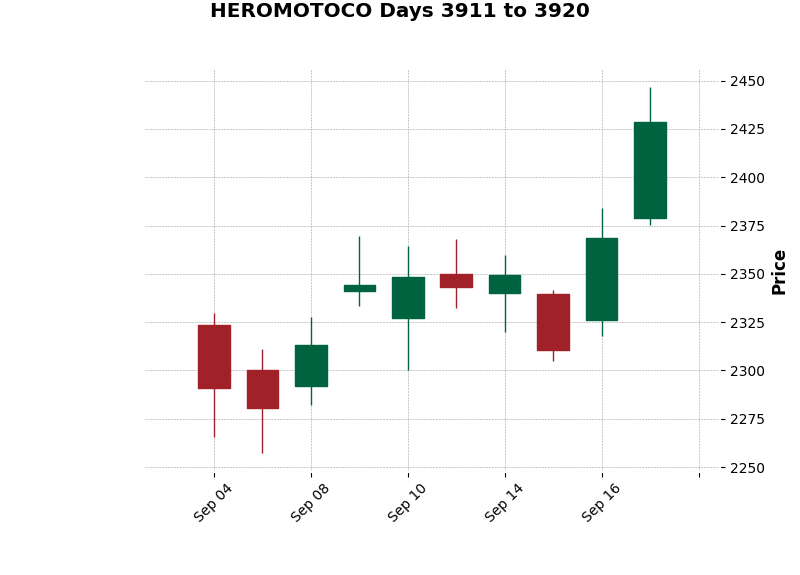 HEROMOTOCO Days 3911 to 3920
2450
2425
2400
2375
2350
2325
2300
2275
2250
Price
Sep 04
Sep 08
Sep 10
Sep 14
Sep 16